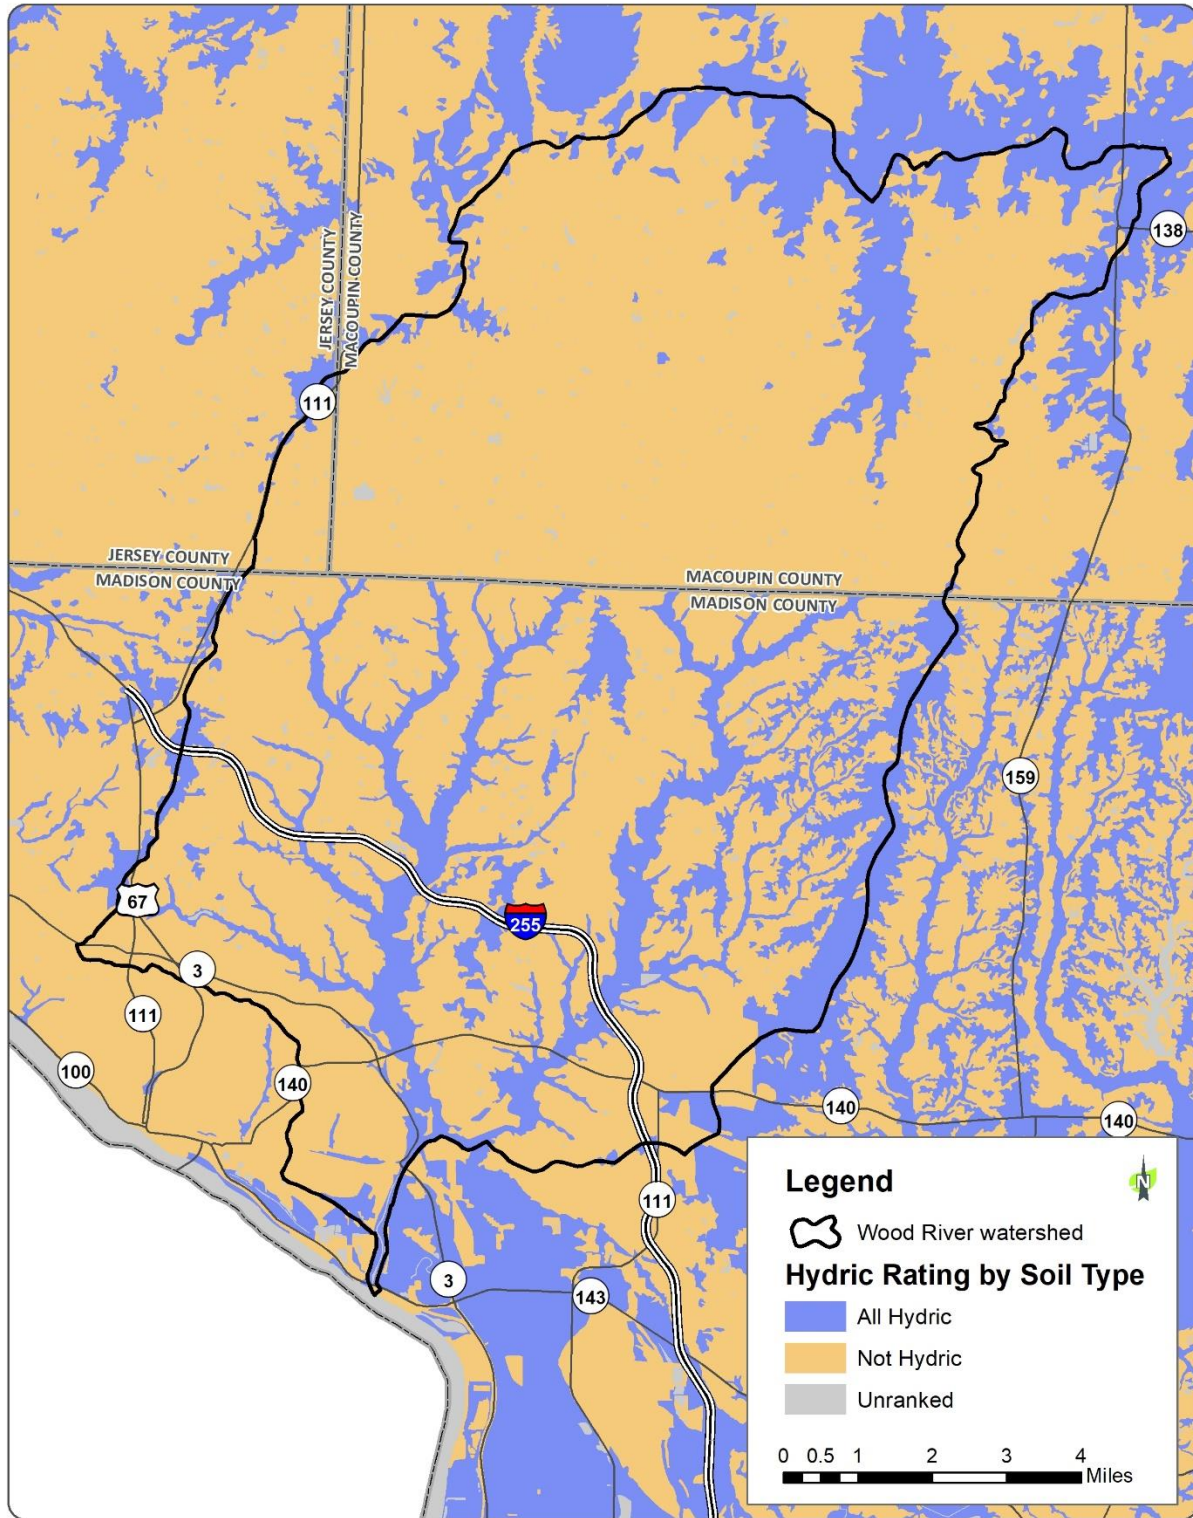 138
JERSEY COUNTY
MACOUPIN COUNTY
111
JERSEY COUNTY
MADISON COUNTY
MACOUPIN COUNTY
MADISON COUNTY
159
67
255
3
111
100
140
140
140
111
3
143
Legend
N
Wood River watershed
Hydric Rating by Soil Type
All Hydric
Not Hydric
Unranked
0 0.5 1 2 3 4
Miles